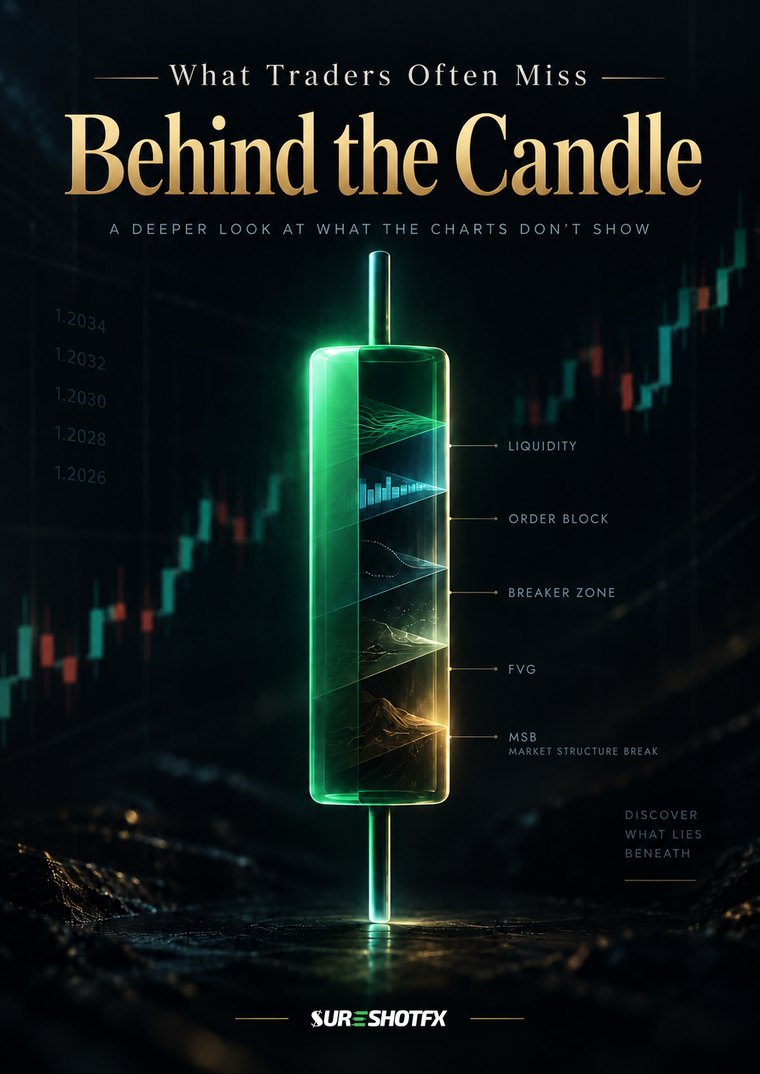 What Traders Often Miss
Behind the Candle
A DEEPER LOOK AT WHAT THE CHARTS DON'T SHOW
1.2034
1.2032
1.2030
1.2028
1.2026
LIQUIDITY
ORDER BLOCK
BREAKER ZONE
FVG
MSB
MARKET STRUCTURE BREAK
DISCOVER
WHAT LIES
BENEATH
SURESHOTFX